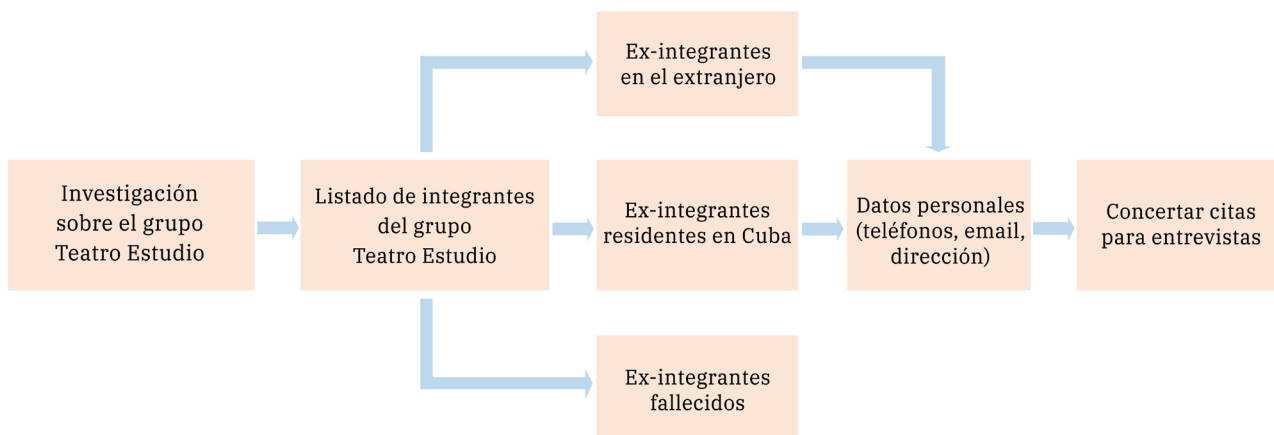 Investigación
sobre el grupo
Teatro Estudio
Listado de integrantes
del grupo
Teatro Estudio
Ex-integrantes
en el extranjero
Ex-integrantes
residentes en Cuba
Ex-integrantes
fallecidos
Datos personales
(teléfonos, email,
dirección)
Concertar citas
para entrevistas